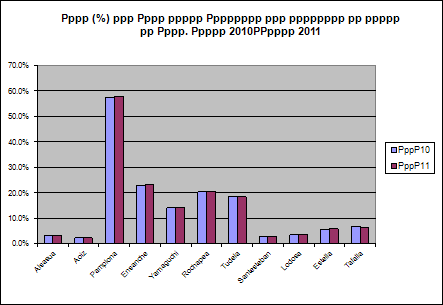 Pppp (%) ppp Pppp ppppp Pppppppp ppp pppppppp pp ppppp
pp Pppp. Ppppp 2010PPpppp 2011
70.0%
60.0%
50.0%
40.0%
30.0%
20.0%
10.0%
0.0%
Alsasua
Aoiz
Pamplona
Ensanche
Yamaguchi
Rochapea
Tudela
Santesteban
Lodosa
Estella
Tafalla
PppP10
PppP11